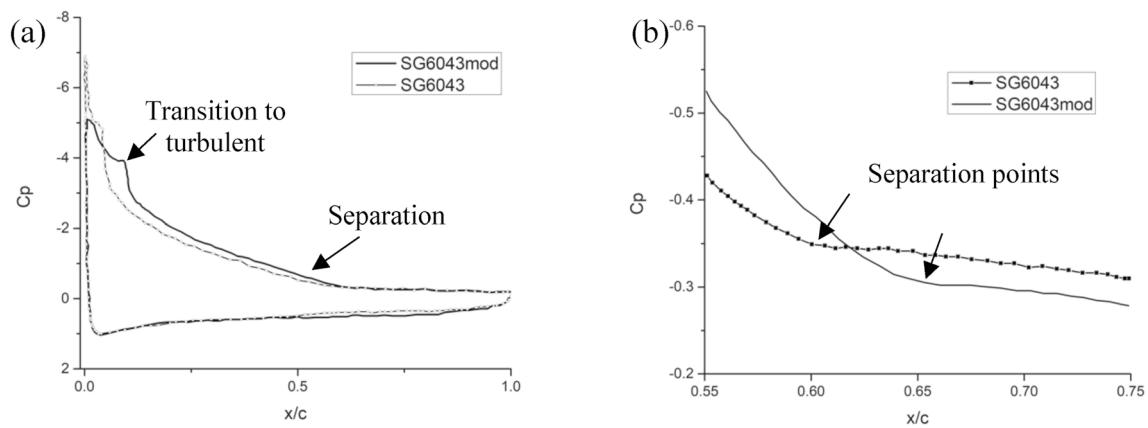 (a)
-8
-6
-4
-2
0
2
Cp
SG6043mod
SG6043
Transition to
turbulent
Separation
0.0
0.5
1.0
x/c
(b)
-0.6
-0.5
-0.4
-0.3
-0.2
Cp
SG6043
SG6043mod
Separation points
0.55
0.60
0.65
0.70
0.75
x/c